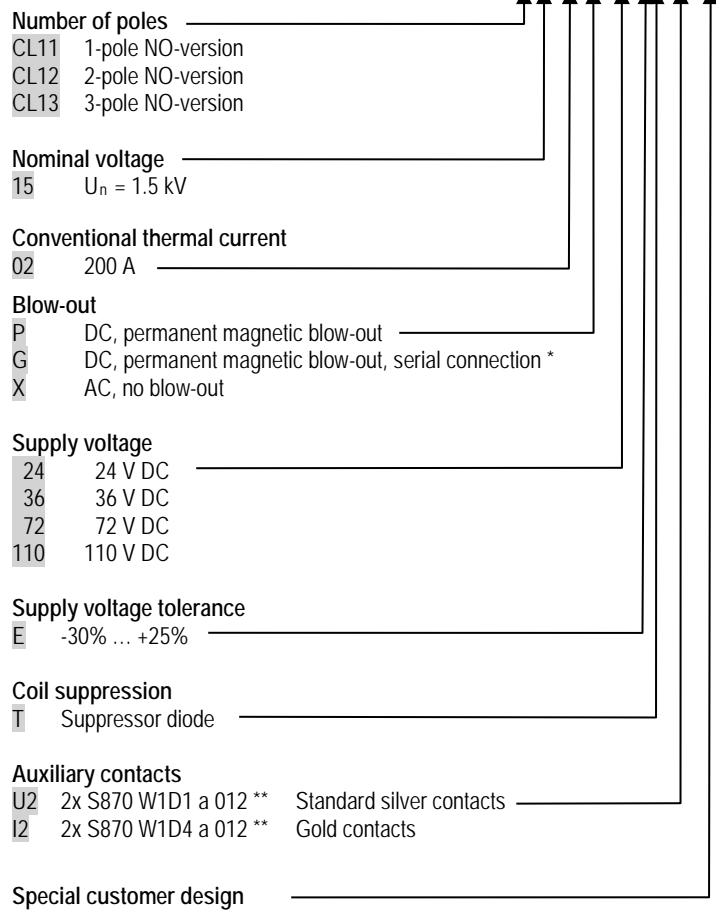 Number of poles
CL11 1-pole NO-version
CL12 2-pole NO-version
CL13 3-pole NO-version
Nominal voltage
15 Un = 1.5 kV
Conventional thermal current
02 200 A
Blow-out
P DC, permanent magnetic blow-out
G DC, permanent magnetic blow-out, serial connection *
X AC, no blow-out
Supply voltage
24 24 V DC
36 36 V DC
72 72 V DC
110 110 V DC
Supply voltage tolerance
E -30% … +25%
Coil suppression
T Suppressor diode
Auxiliary contacts
U2 2x S870 W1D1 a 012 ** Standard silver contacts
I2 2x S870 W1D4 a 012 ** Gold contacts
Special customer design